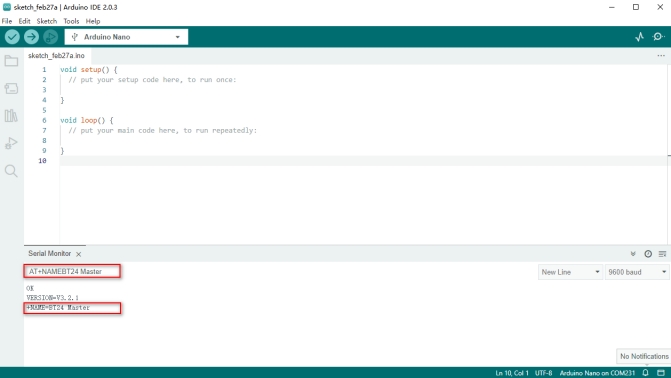 sketch_feb27a | Arduino IDE 2.0.3
File Edit Sketch Tools Help
Arduino Nano
sketch_feb27a.ino
1 void setup() {
2 // put your setup code here, to run once:
3
4 }
5
6 void loop() {
7 // put your main code here, to run repeatedly:
8
9 }
10
Serial Monitor
AT+NAMEBT24 Master
New Line
9600 baud
OK
VERSION=V3.2.1
+NAME=BT24 Master
No Notifications
Ln 10, Col 1 UTF-8 Arduino Nano on COM231